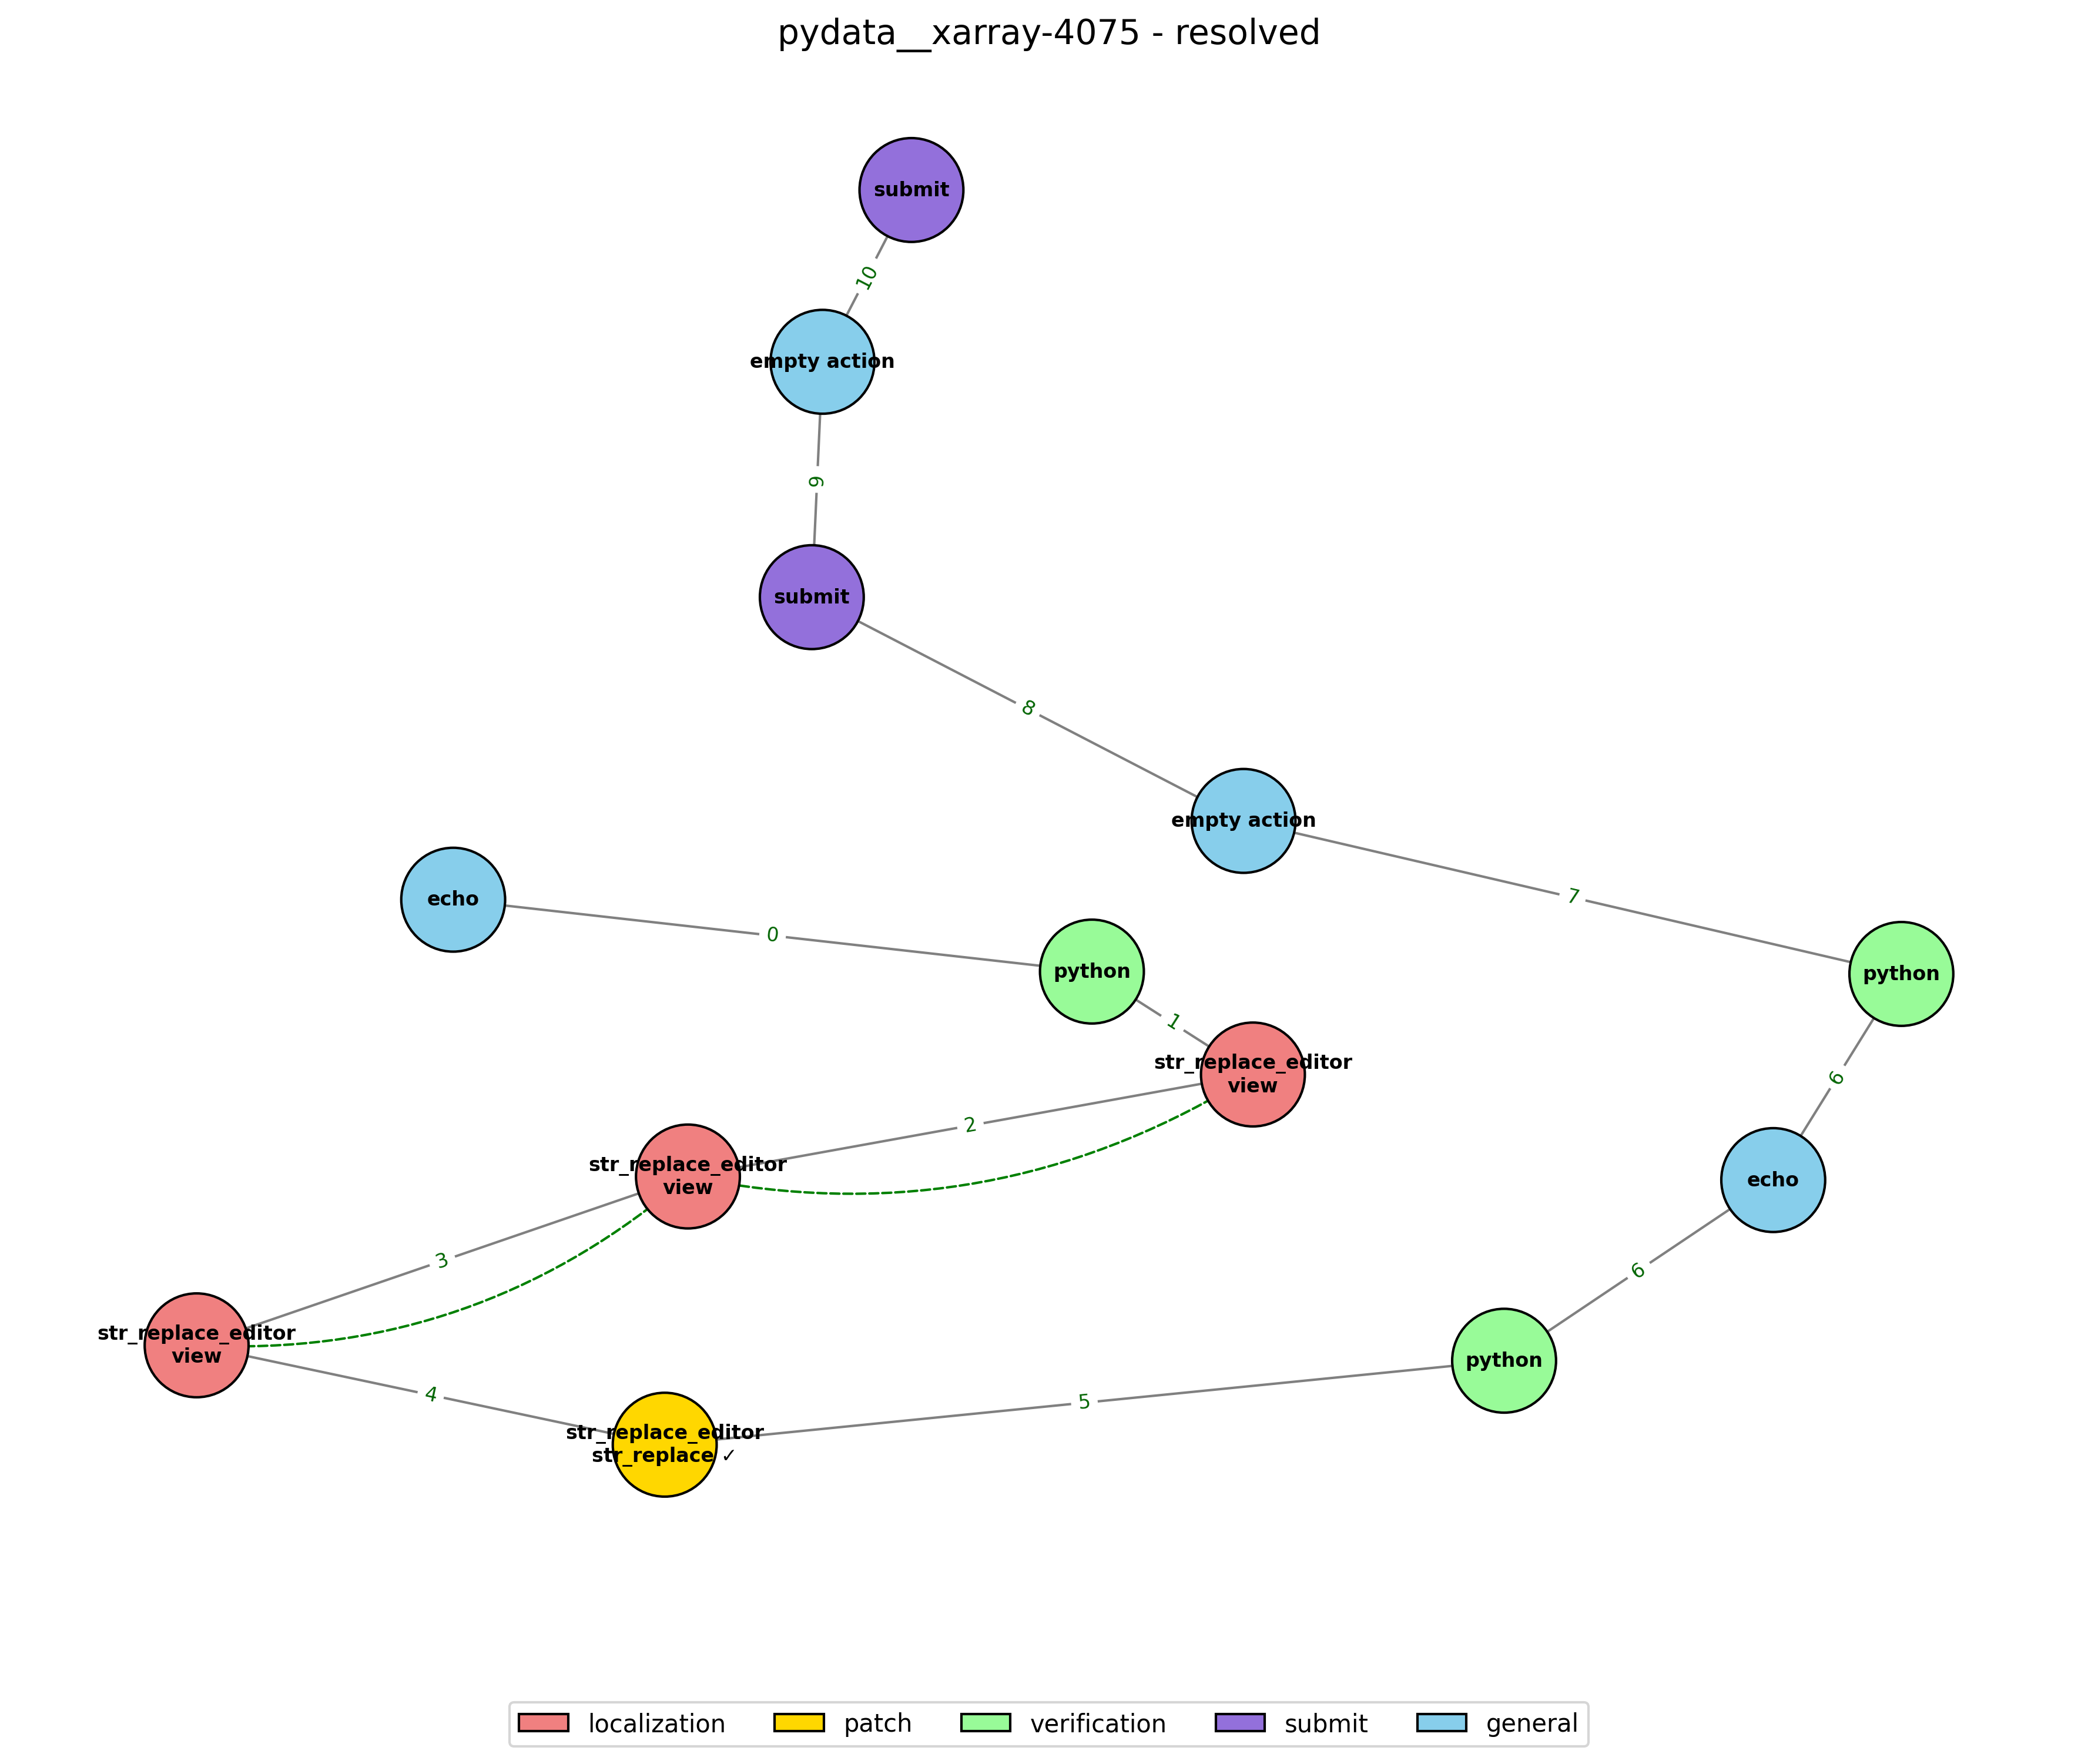 pydata__xarray-4075 - resolved
submit
10
empty action
9
submit
8
empty action
7
echo
0
python
python
1
str_replace_editor
view
6
2
str_replace_editor
view
echo
3
6
str_replace_editor
view
python
4
5
str_replace_editor
str_replace ✓
localization
patch
verification
submit
general